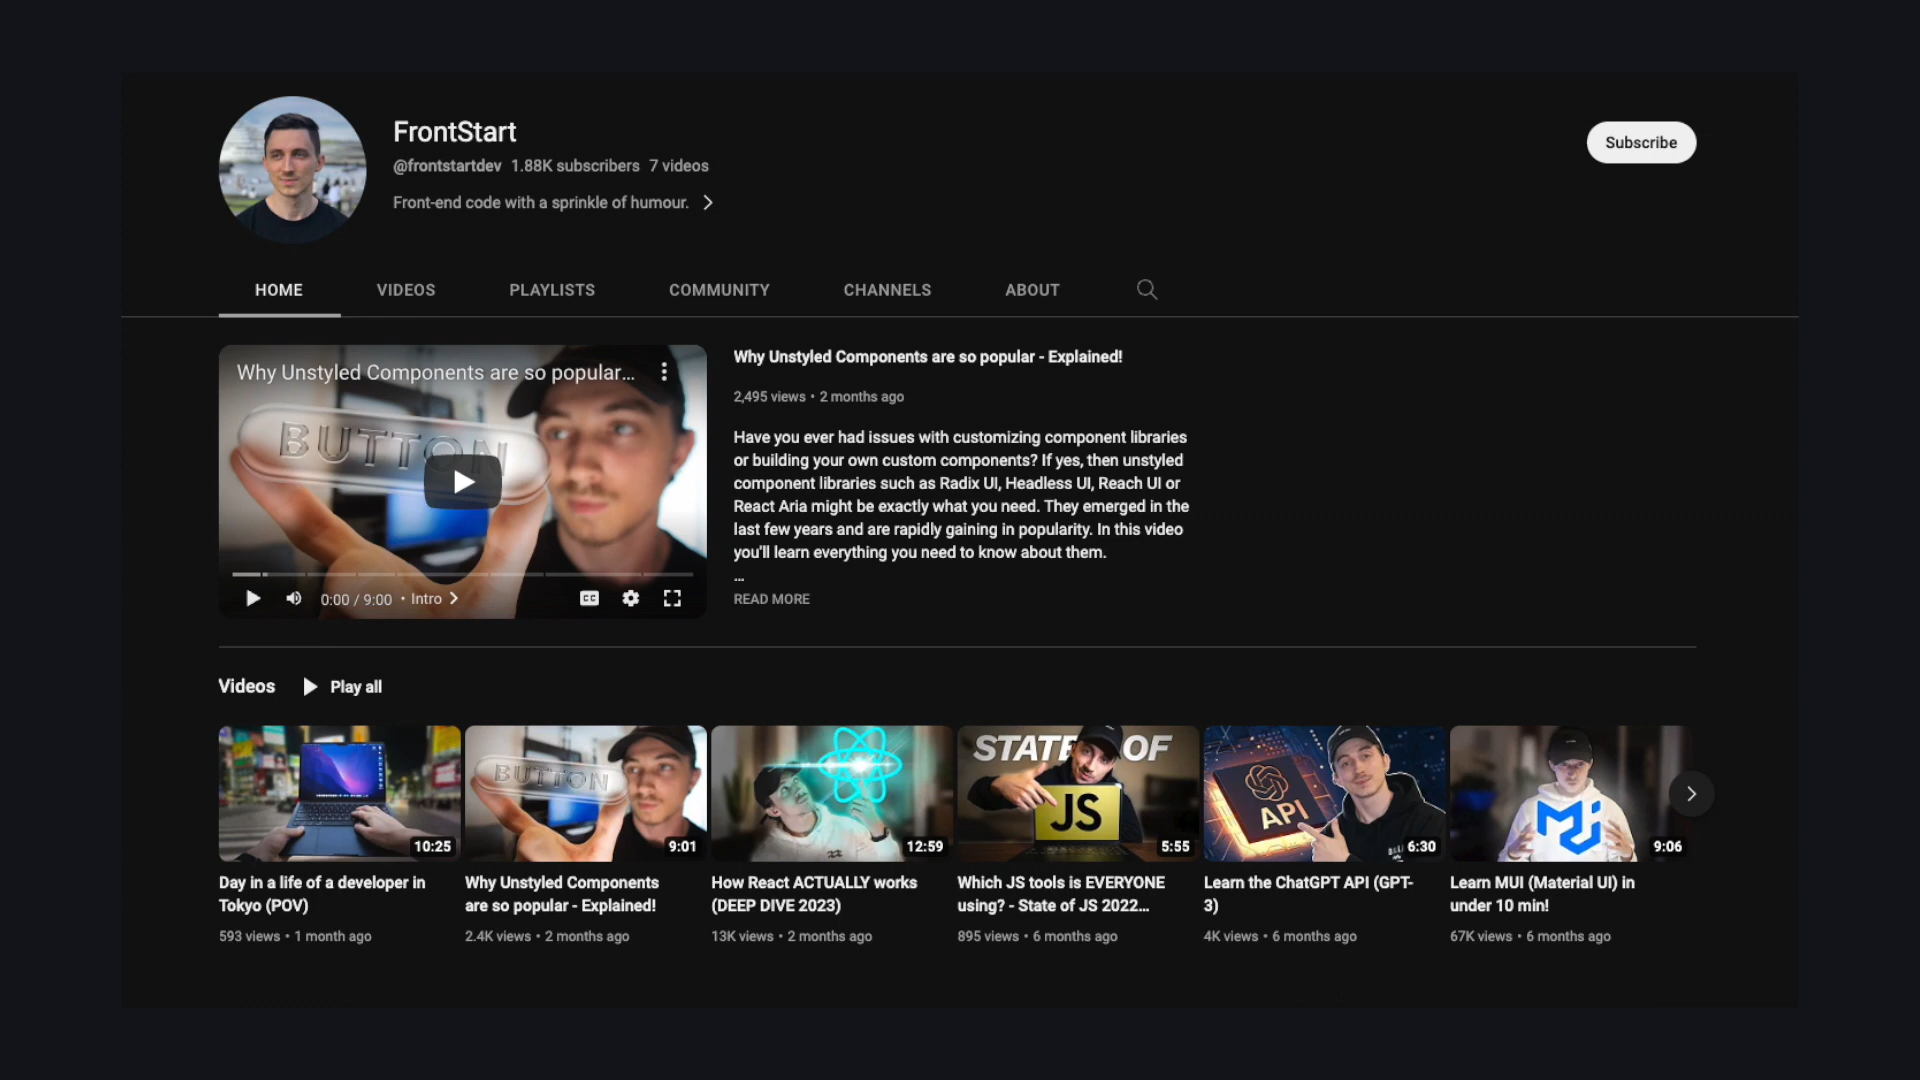 FrontStart
@frontstartdev 1.88K subscribers 7 videos
Front-end code with a sprinkle of humour.
Subscribe
HOME VIDEOS PLAYLISTS COMMUNITY CHANNELS ABOUT
Why Unstyled Components are so popular...
BUTTON
0:00 / 9:00 • Intro
CC
Why Unstyled Components are so popular - Explained!
2,495 views • 2 months ago
Have you ever had issues with customizing component libraries
or building your own custom components? If yes, then unstyled
component libraries such as Radix UI, Headless UI, Reach UI or
React Aria might be exactly what you need. They emerged in the
last few years and are rapidly gaining in popularity. In this video
you'll learn everything you need to know about them.
...
READ MORE
Videos Play all
10:25
Day in a life of a developer in
Tokyo (POV)
593 views • 1 month ago
BUTTON
9:01
Why Unstyled Components
are so popular - Explained!
2.4K views • 2 months ago
12:59
How React ACTUALLY works
(DEEP DIVE 2023)
13K views • 2 months ago
STATE OF
JS
5:55
Which JS tools is EVERYONE
using? - State of JS 2022...
895 views • 6 months ago
API
6:30
Learn the ChatGPT API (GPT-
3)
4K views • 6 months ago
9:06
Learn MUI (Material UI) in
under 10 min!
67K views • 6 months ago